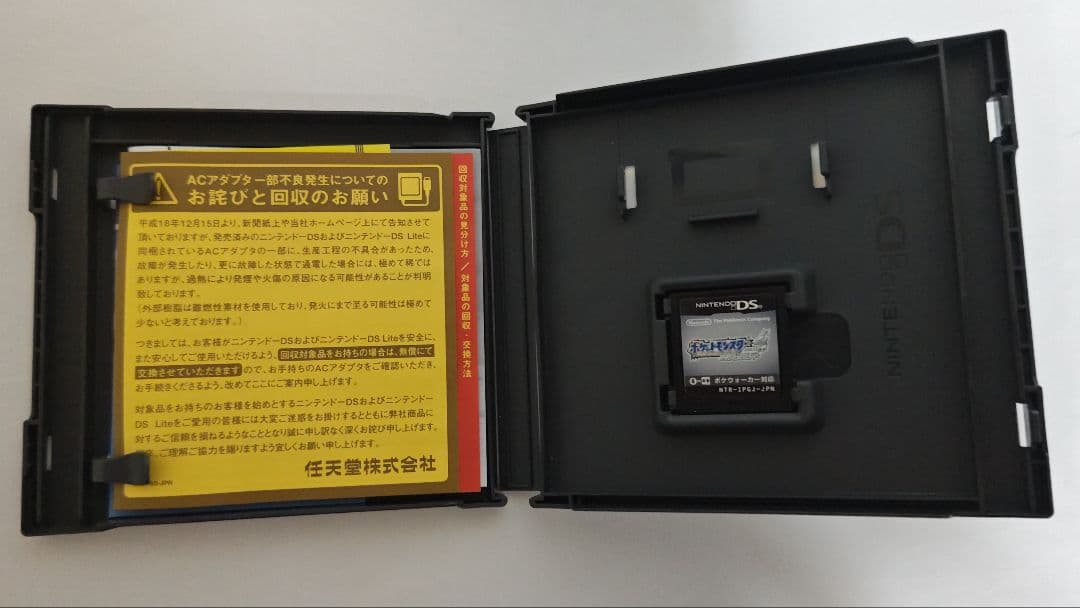 ACアダプター部不良発生についての
お詫びと回収のお願い
平成18年12月15日より、新聞紙上や当社ホームページ上にて告知させて
頂いておりますが、発売済みのニンテンドーDSおよびニンテンドーDS Liteに
同梱されているACアダプタの一部に、生産工程の不具合があったため、
故障が発生したり、更に故障した状態で通電した場合には、極めて稀では
ありますが、過熱により発煙や火傷の原因になる可能性があることが判明
致しております。
(外部樹脂は難燃性素材を使用しており、発火にまで至る可能性は極めて
少ないと考えております。)
つきましては、お客様がニンテンドーDSおよびニンテンドーDS Liteを安全に、
また安心してご使用いただけるよう、回収対象品をお持ちの場合は、無償にて
交換させていただきますので、お手持ちのACアダプタをご確認いただき、
お手続きくださるよう、改めてここにご案内申し上げます。
対象品をお持ちのお客様を始めとするニンテンドーDSおよびニンテンドー
DS Liteをご愛用の皆様には大変ご迷惑をお掛けするとともに弊社商品に
対するご信頼を損ねるようなこととなり誠に申し訳なく深くお詫び申し上げます。
ご理解ご協力を賜りますよう宜しくお願い申し上げます。
任天堂株式会社
-JPN
回収対象品の見分け方/対象品の回収・交換方法
NINTENDO DS
NINTENDO DS
Nintendo The Pokémon Company
ポケットモンスター
ポケウォーカー対応
NTR-IPGJ-JPN